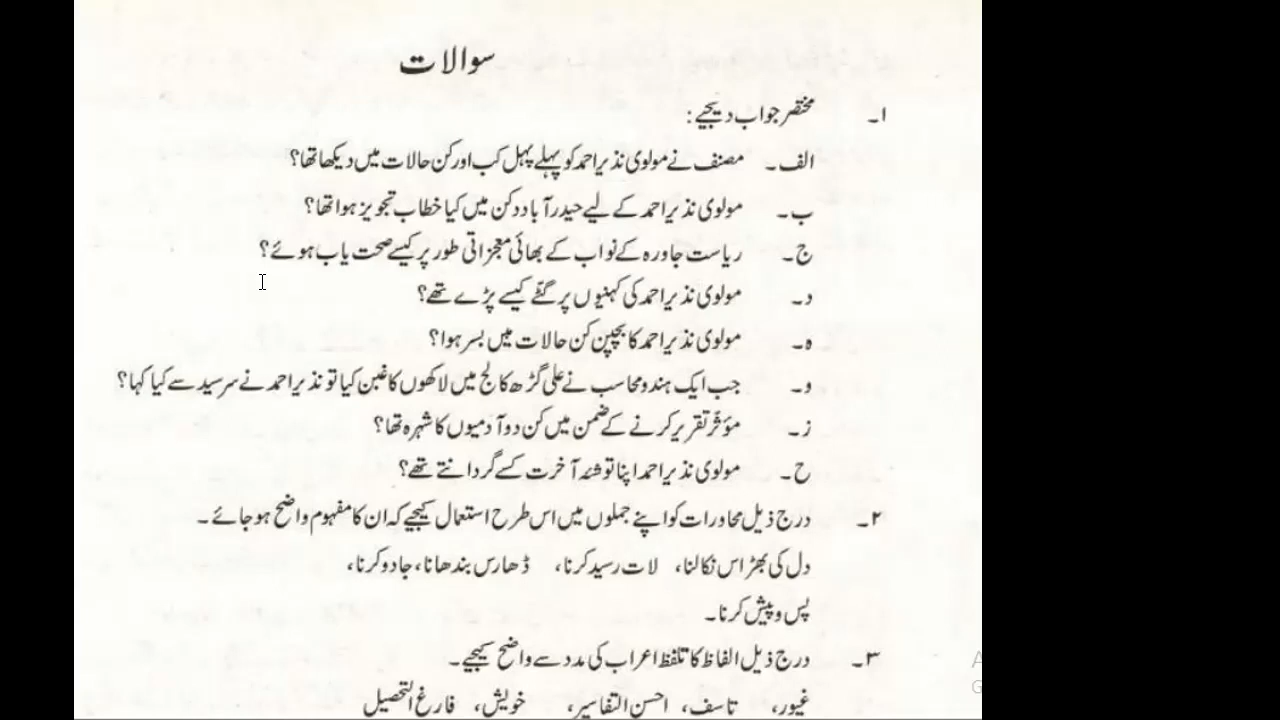 سوالات
۱۔ مختصر جواب دیجیے:
الف۔ مصنف نے مولوی نذیر احمد کو پہلے پہل کب اور کن حالات میں دیکھا تھا؟
ب۔ مولوی نذیر احمد کے لیے حیدر آباد دکن میں کیا خطاب تجویز ہوا تھا؟
ج۔ ریاست جاورہ کے نواب کے بھائی معجزاتی طور پر کیسے صحت یاب ہوئے؟
د۔ مولوی نذیر احمد کی کہنیوں پر گٹے کیسے پڑے تھے؟
ہ۔ مولوی نذیر احمد کا بچپن کن حالات میں بسر ہوا؟
و۔ جب ایک ہندو محاسب نے علی گڑھ کالج میں لاکھوں کا غبن کیا تو نذیر احمد نے سرسید سے کیا کہا؟
ز۔ مؤثر تقریر کرنے کے ضمن میں کن دو آدمیوں کا شہرہ تھا؟
ح۔ مولوی نذیر احمد اپنا توشۂ آخرت کسے گردانتے تھے؟
۲۔ درج ذیل محاورات کو اپنے جملوں میں اس طرح استعمال کیجیے کہ ان کا مفہوم واضح ہو جائے۔
دل کی بھڑاس نکالنا، لات رسید کرنا، ڈھارس بندھانا، جادو کرنا،
پس و پیش کرنا۔
۳۔ درج ذیل الفاظ کا تلفظ اعراب کی مدد سے واضح کیجیے۔
غیور، تاسف، احسن التفاسیر، خویش، فارغ التحصیل